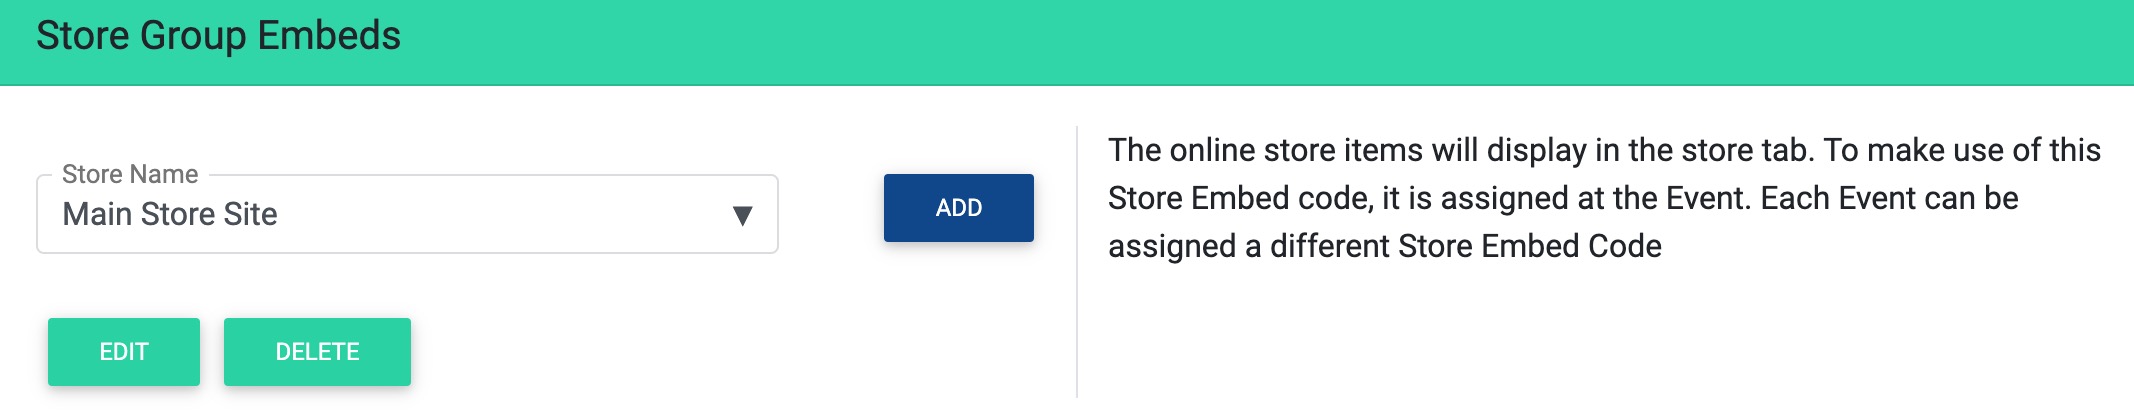 Store Group Embeds
Store Name
Main Store Site
ADD
EDIT
DELETE
The online store items will display in the store tab. To make use of this
Store Embed code, it is assigned at the Event. Each Event can be
assigned a different Store Embed Code